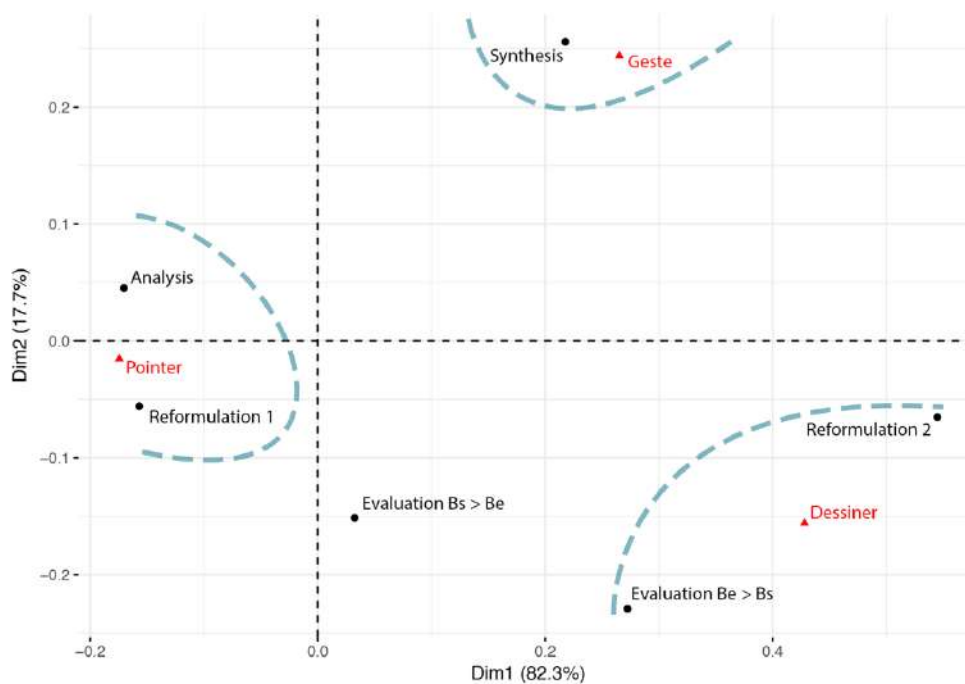 Synthesis
Geste
0.2
0.1
Analysis
Dim2 (17.7%)
0.0
Pointer
Reformulation 1
Reformulation 2
−0.1
Evaluation Bs > Be
Dessiner
−0.2
Evaluation Be > Bs
−0.2
0.0
0.2
0.4
Dim1 (82.3%)